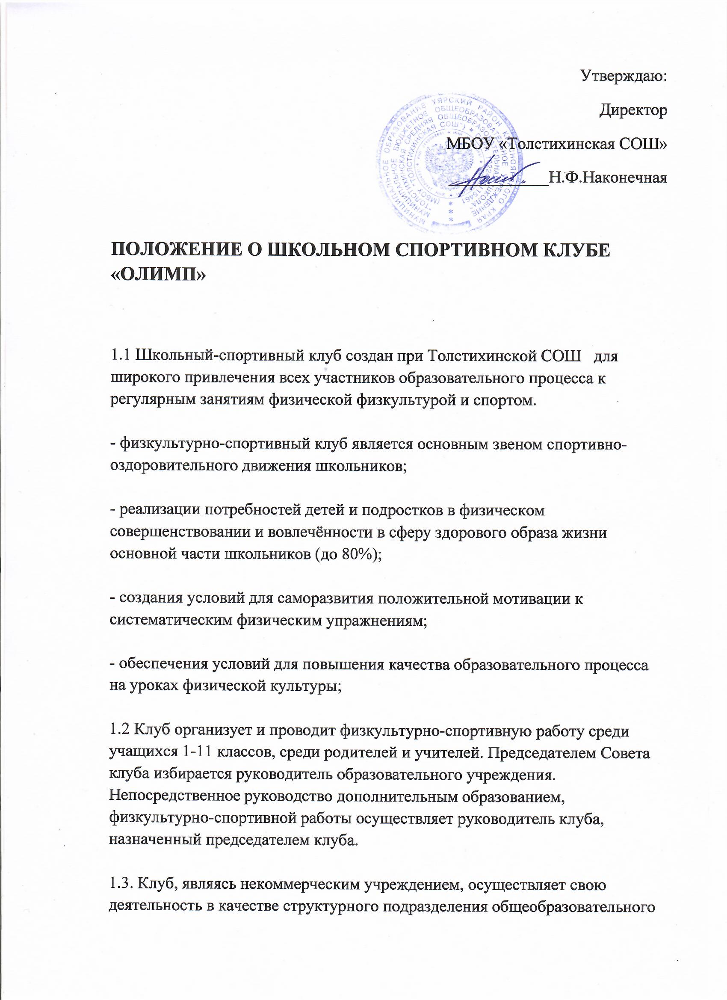 Утверждаю:
Директор
МБОУ «Толстихинская СОШ»
____________Н.Ф.Наконечная
МУНИЦИПАЛЬНОЕ ОБРАЗОВАНИЕ УЯРСКИЙ РАЙОН КРАСНОЯРСКОГО КРАЯ
МУНИЦИПАЛЬНОЕ БЮДЖЕТНОЕ ОБЩЕОБРАЗОВАТЕЛЬНОЕ УЧРЕЖДЕНИЕ
"ТОЛСТИХИНСКАЯ СРЕДНЯЯ ОБЩЕОБРАЗОВАТЕЛЬНАЯ ШКОЛА"
(МБОУ "ТОЛСТИХИНСКАЯ СОШ")
ПОЛОЖЕНИЕ О ШКОЛЬНОМ СПОРТИВНОМ КЛУБЕ
«ОЛИМП»
1.1 Школьный-спортивный клуб создан при Толстихинской СОШ для
широкого привлечения всех участников образовательного процесса к
регулярным занятиям физической физкультурой и спортом.
- физкультурно-спортивный клуб является основным звеном спортивно-
оздоровительного движения школьников;
- реализации потребностей детей и подростков в физическом
совершенствовании и вовлечённости в сферу здорового образа жизни
основной части школьников (до 80%);
- создания условий для саморазвития положительной мотивации к
систематическим физическим упражнениям;
- обеспечения условий для повышения качества образовательного процесса
на уроках физической культуры;
1.2 Клуб организует и проводит физкультурно-спортивную работу среди
учащихся 1-11 классов, среди родителей и учителей. Председателем Совета
клуба избирается руководитель образовательного учреждения.
Непосредственное руководство дополнительным образованием,
физкультурно-спортивной работы осуществляет руководитель клуба,
назначенный председателем клуба.
1.3. Клуб, являясь некоммерческим учреждением, осуществляет свою
деятельность в качестве структурного подразделения общеобразовательного